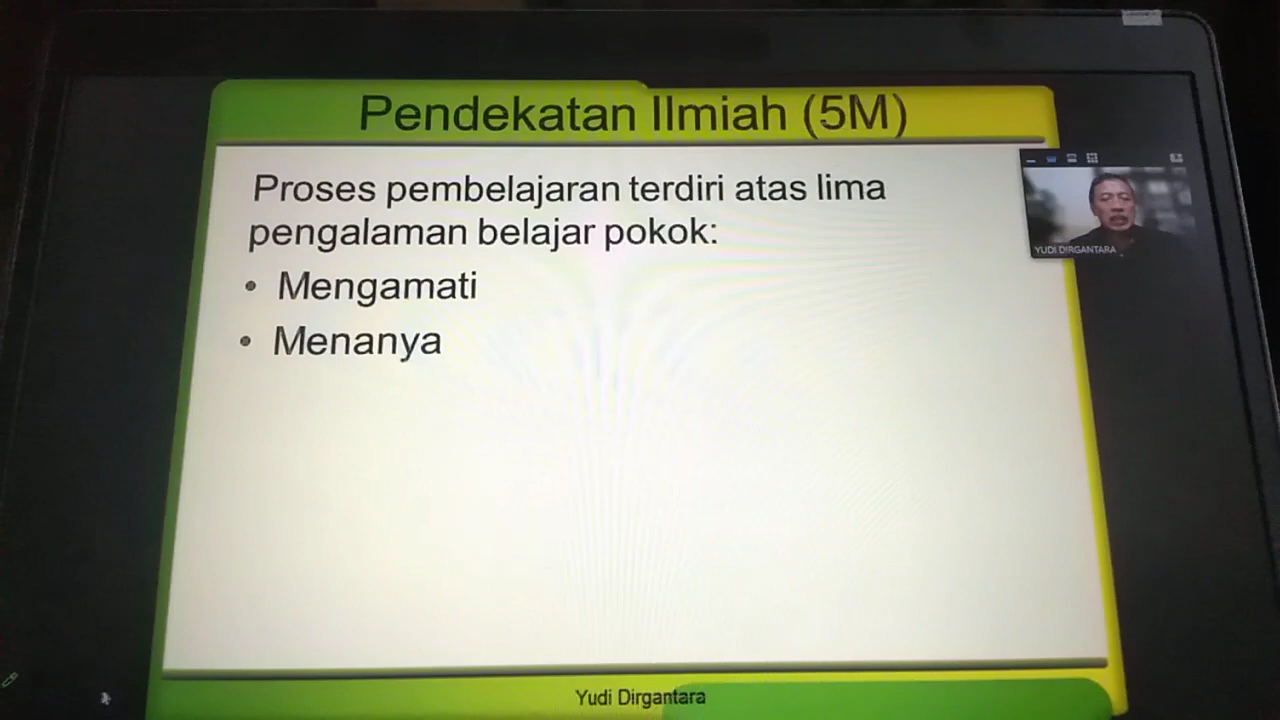 Pendekatan Ilmiah (5M)
Proses pembelajaran terdiri atas lima
pengalaman belajar pokok:
• Mengamati
• Menanya
YUDI DIRGANTARA
Yudi Dirgantara